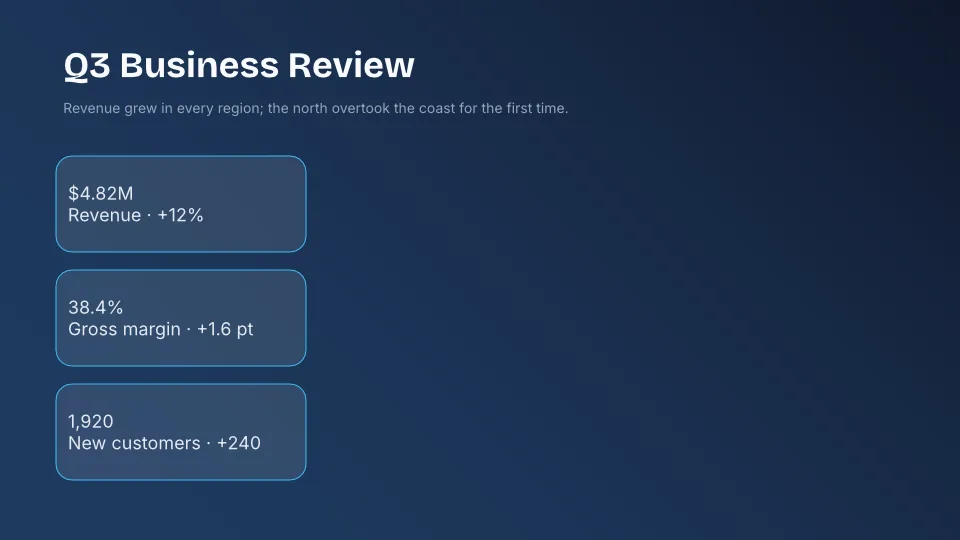 Q3 Business Review
Revenue grew in every region; the north overtook the coast for the first time.
$4.82M
Revenue · +12%
38.4%
Gross margin · +1.6 pt
1,920
New customers · +240